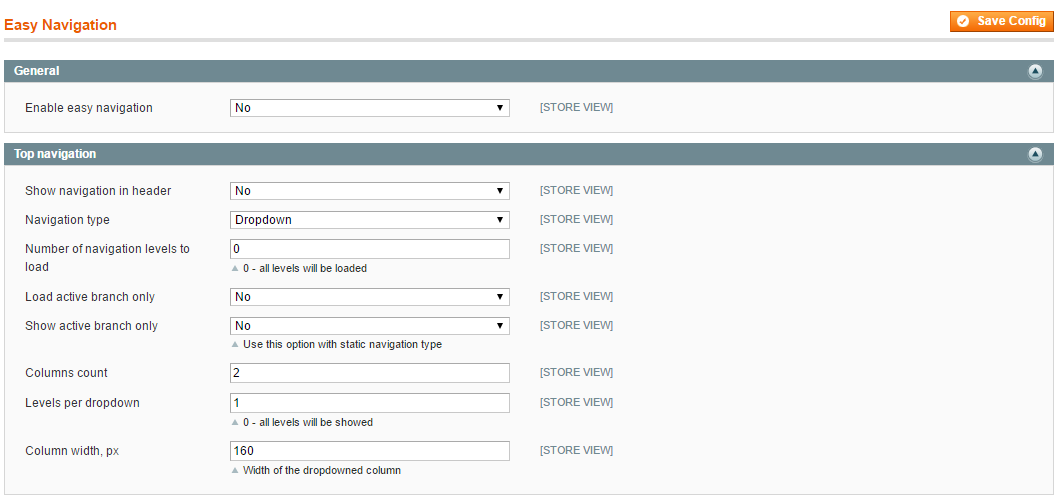 Easy Navigation
Save Config
General
Enable easy navigation No [STORE VIEW]
Top navigation
Show navigation in header No [STORE VIEW]
Navigation type Dropdown [STORE VIEW]
Number of navigation levels to load 0 [STORE VIEW]
0 - all levels will be loaded
Load active branch only No [STORE VIEW]
Show active branch only No [STORE VIEW]
Use this option with static navigation type
Columns count 2 [STORE VIEW]
Levels per dropdown 1 [STORE VIEW]
0 - all levels will be showed
Column width, px 160 [STORE VIEW]
Width of the dropdowned column